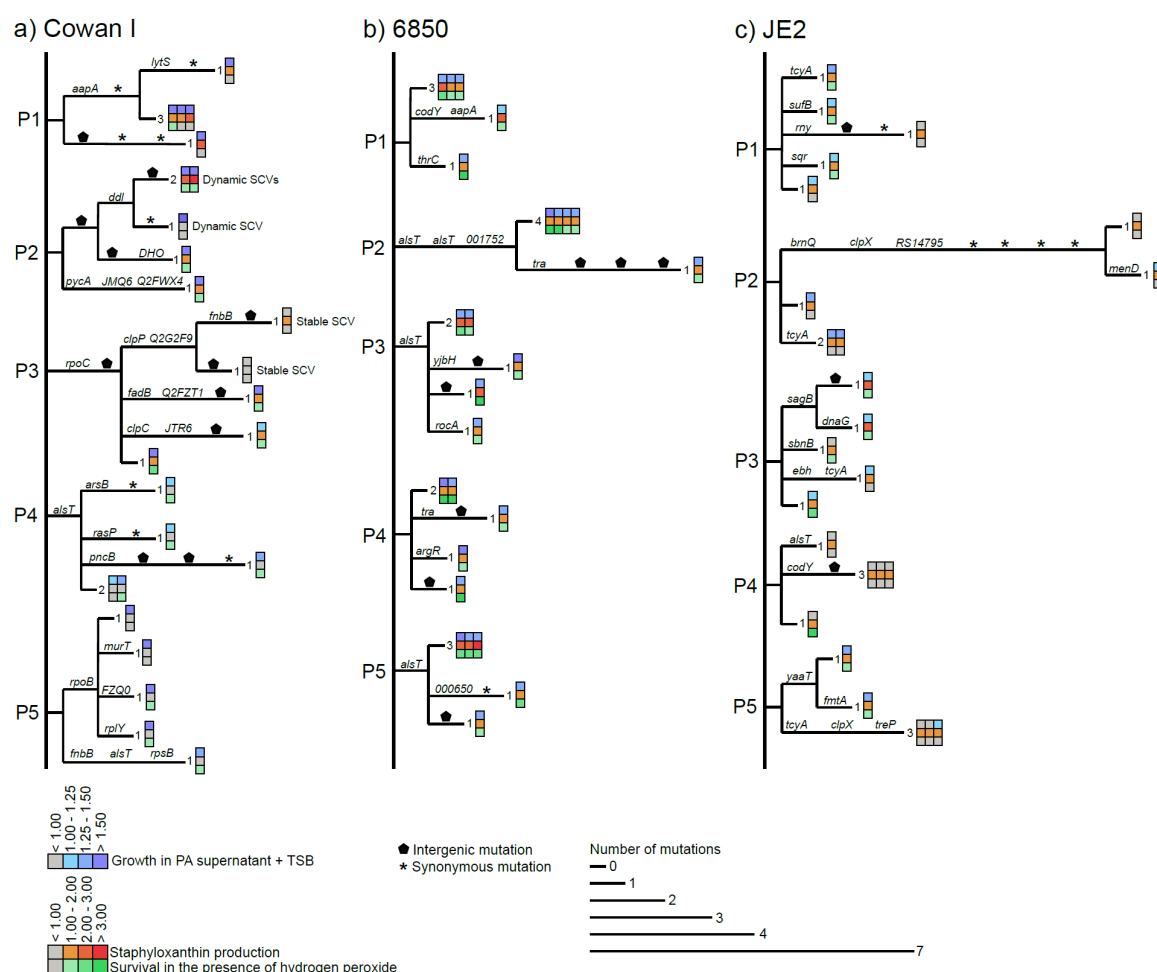 a) Cowan I
b) 6850
c) JE2
P1
aapA
*
lytS
*
1
3
*
*
1
P2
ddl
2
Dynamic SCVs
*
1
Dynamic SCV
DHO
1
pycA JMQ6 Q2FWX4
1
P3
rpoC
clpP Q2G2F9
fnbB
1
Stable SCV
1
Stable SCV
fadB Q2FZT1
1
clpC JTR6
1
1
P4
alsT
arsB
*
1
rasP
*
1
pncB
*
1
2
P5
rpoB
1
murT
1
FZQ0
1
rplY
1
fnbB alsT rpsB
1
P1
3
codY aapA
1
thrC
1
P2
alsT alsT 001752
4
tra
1
P3
alsT
2
yjbH
1
1
rocA
1
P4
2
tra
1
argR
1
1
P5
alsT
3
000650
*
1
1
P1
tcyA
1
sufB
1
rny
*
1
sqr
1
1
P2
brnQ clpX RS14795 * * * *
1
menD
1
1
tcyA
2
P3
sagB
1
dnaG
1
sbnB
1
ebh tcyA
1
1
P4
alsT
1
codY
3
1
P5
yaaT
1
fmtA
1
tcyA clpX treP
3
< 1.00
1.00 - 1.25
1.25 - 1.50
> 1.50
Growth in PA supernatant + TSB
< 1.00
1.00 - 2.00
2.00 - 3.00
> 3.00
Staphyloxanthin production
Survival in the presence of hydrogen peroxide
Intergenic mutation
* Synonymous mutation
Number of mutations
0
1
2
3
4
7